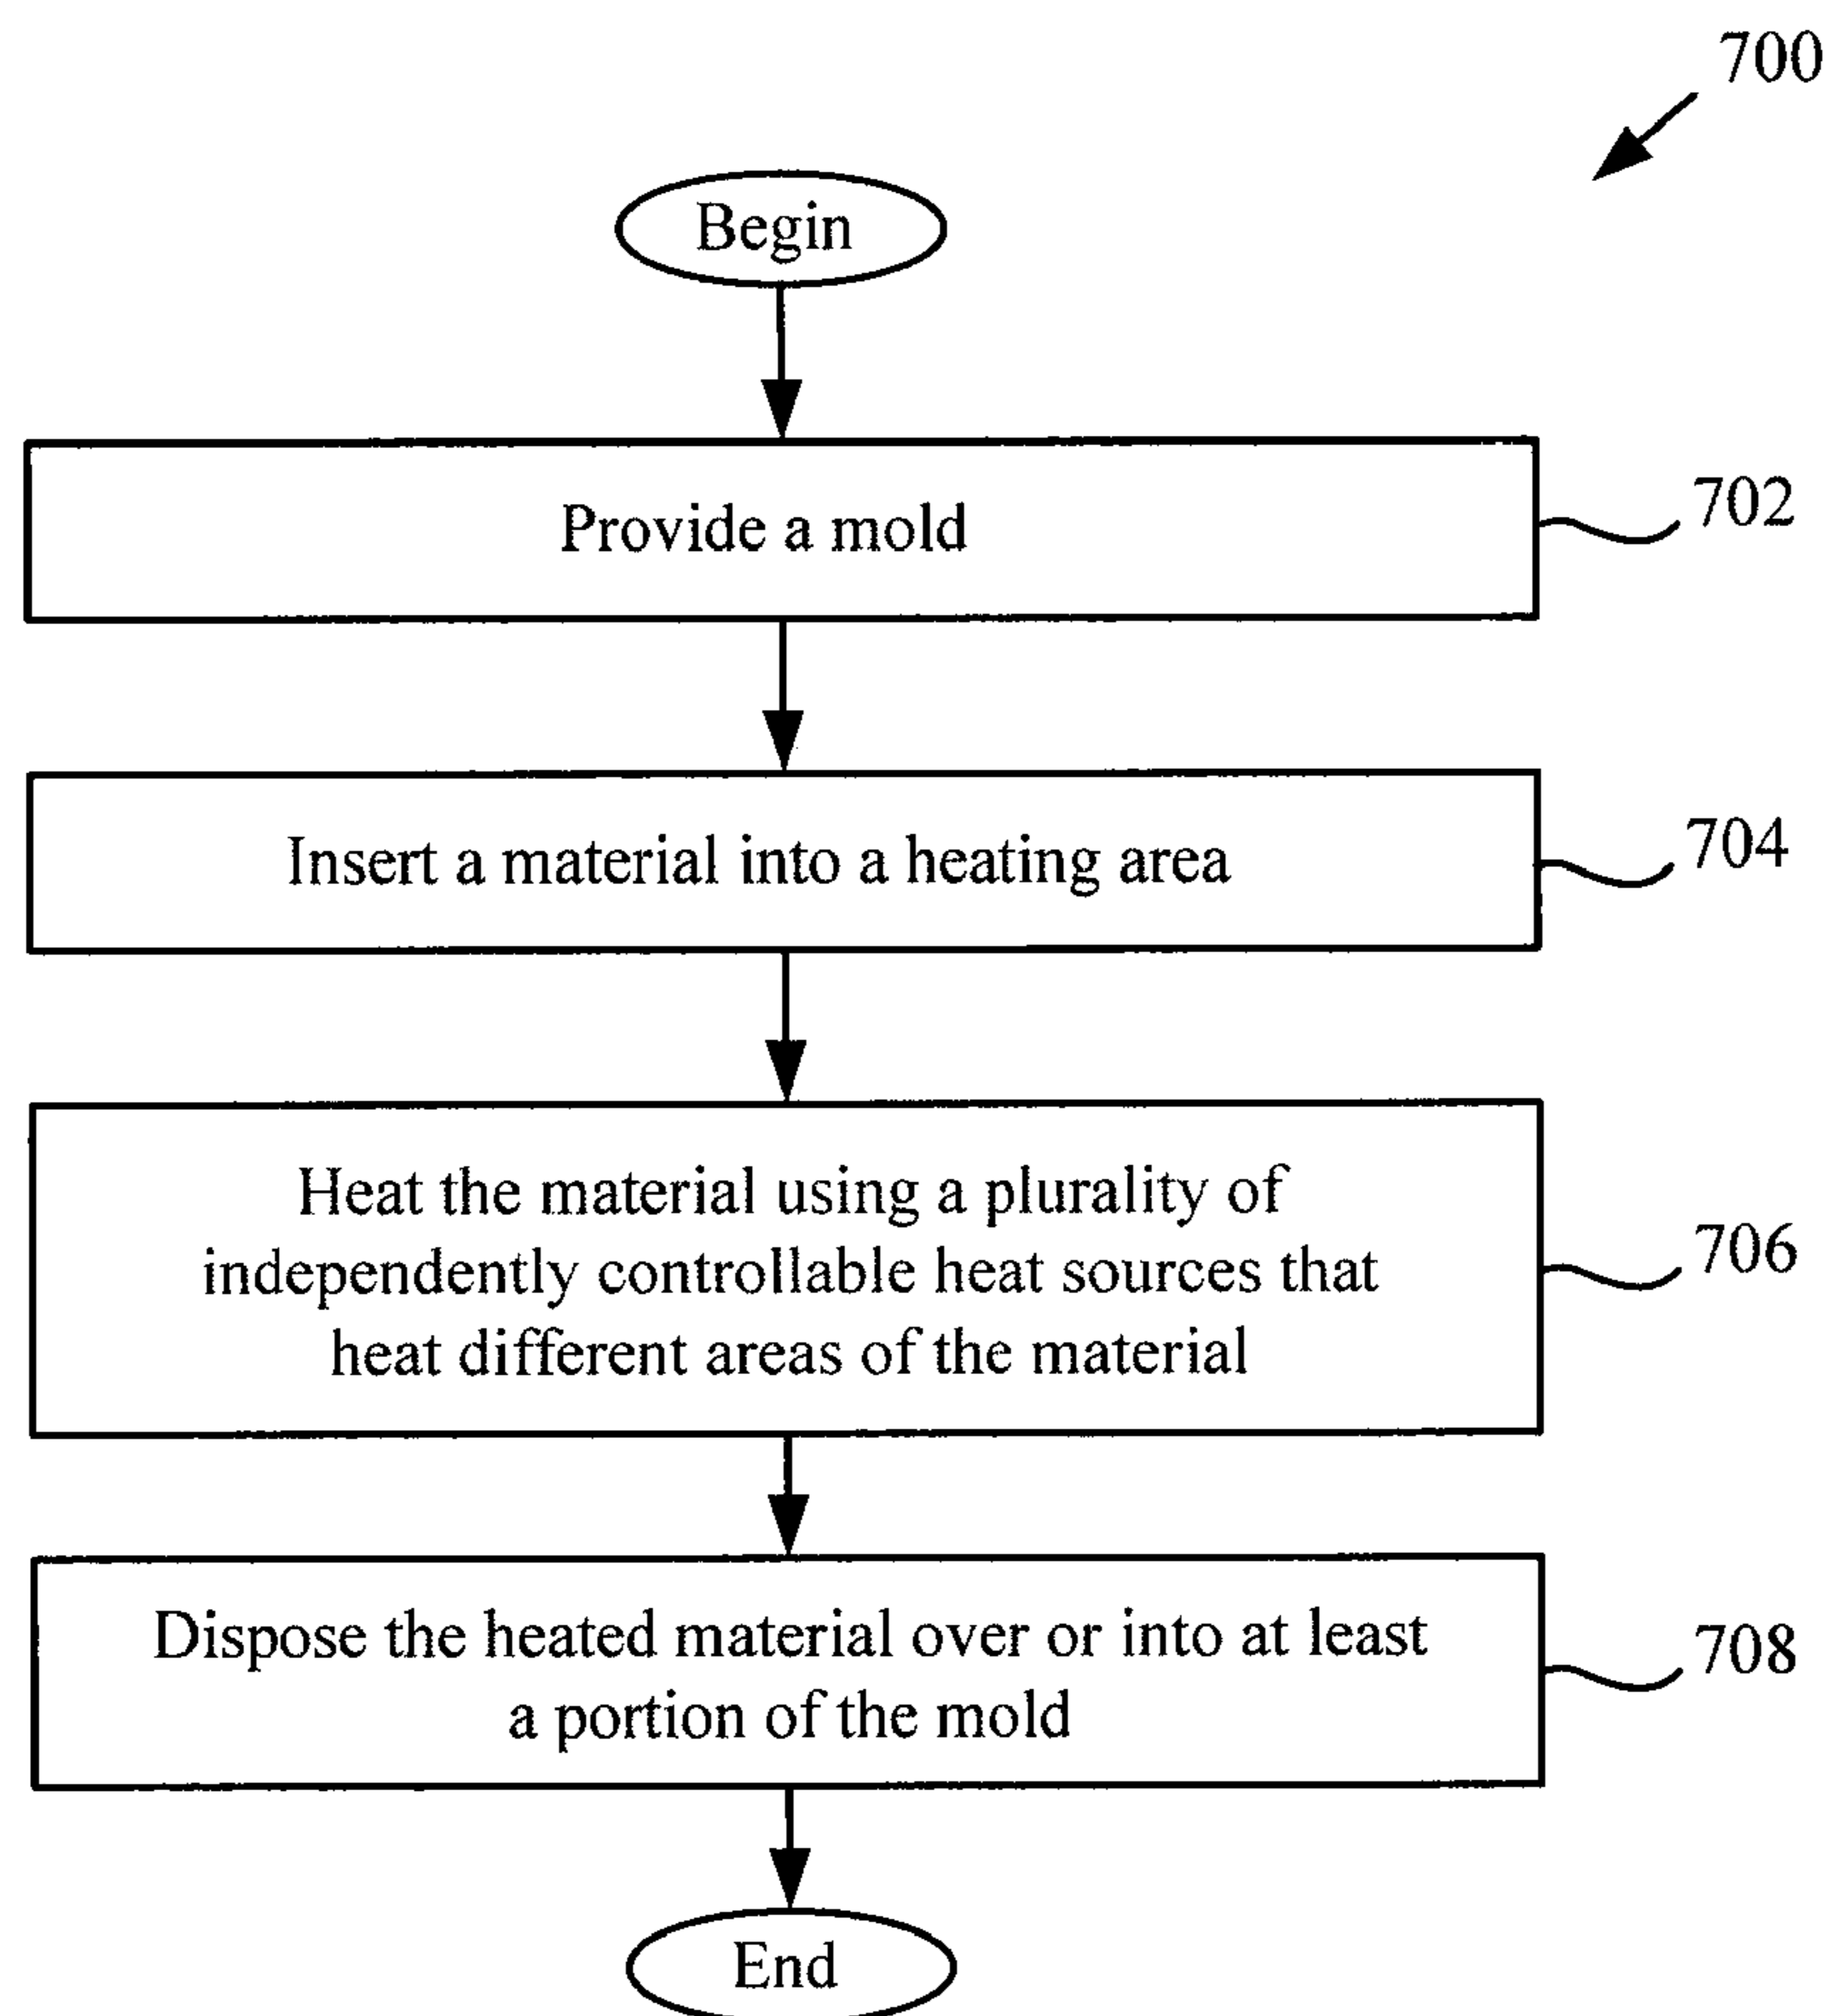 700
Begin
Provide a mold
702
Insert a material into a heating area
704
Heat the material using a plurality of
independently controllable heat sources that
heat different areas of the material
706
Dispose the heated material over or into at least
a portion of the mold
708
End